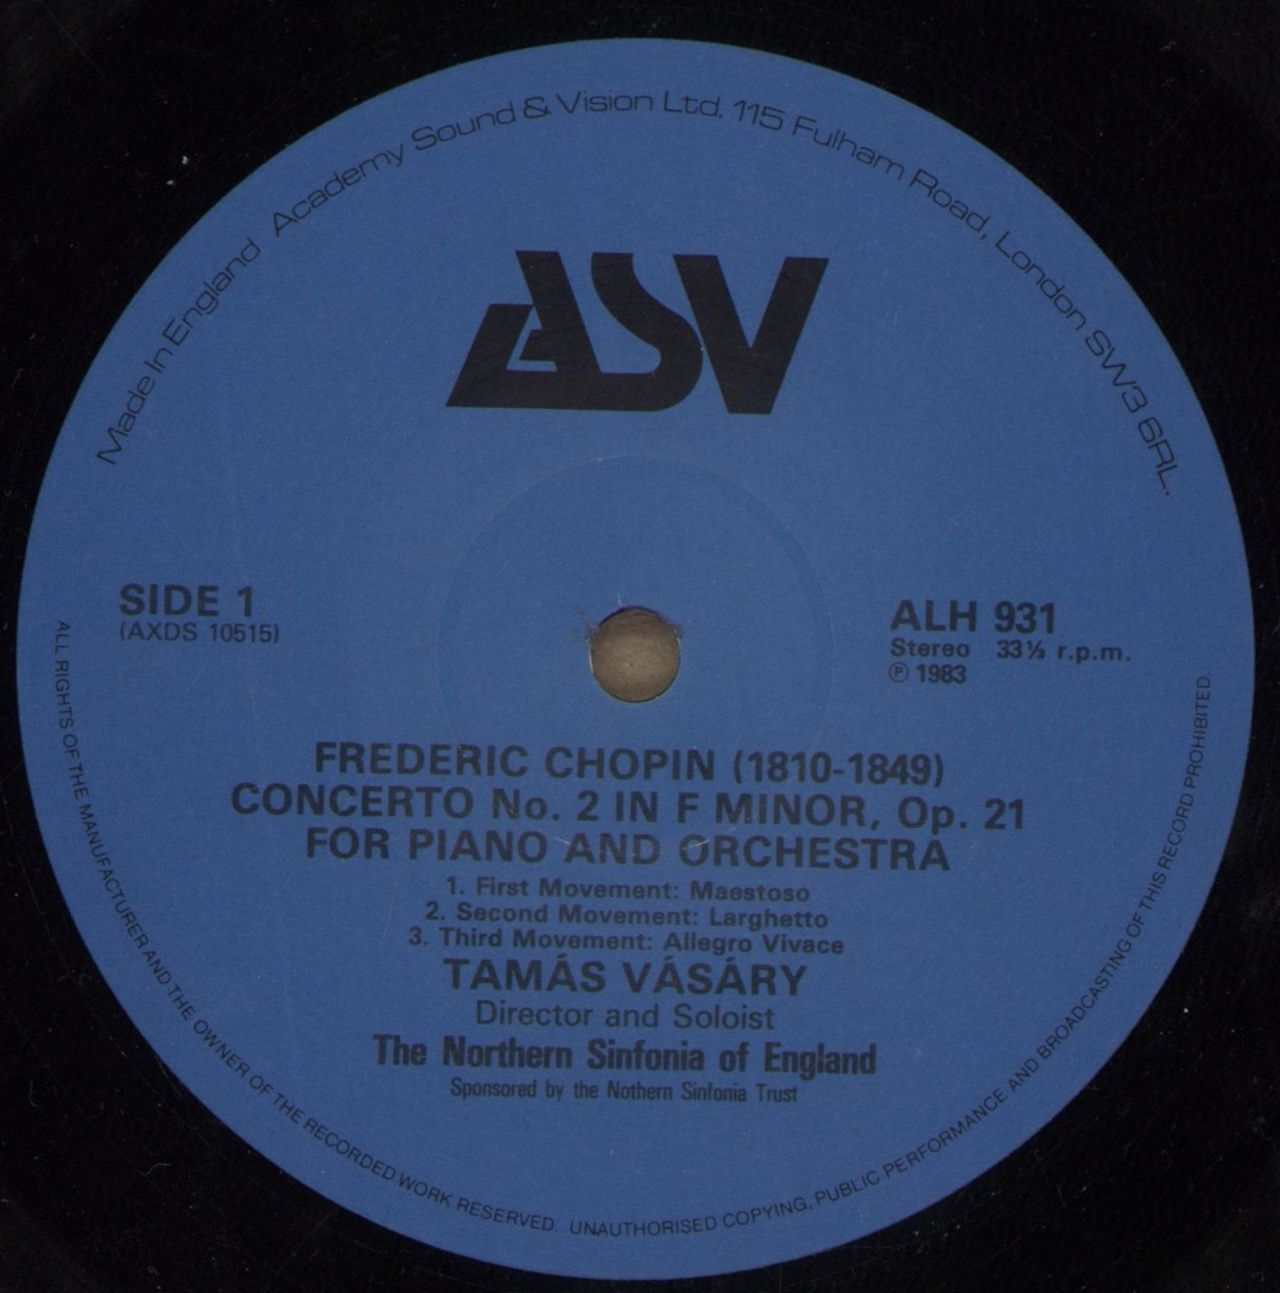 Made In England Academy Sound & Vision Ltd. 115 Fulham Road, London SW3 6RL.
ASV
SIDE 1
(AXDS 10515)
ALH 931
Stereo 33⅓ r.p.m.
℗ 1983
FREDERIC CHOPIN (1810-1849)
CONCERTO No. 2 IN F MINOR, Op. 21
FOR PIANO AND ORCHESTRA
1. First Movement: Maestoso
2. Second Movement: Larghetto
3. Third Movement: Allegro Vivace
TAMÁS VÁSÁRY
Director and Soloist
The Northern Sinfonia of England
Sponsored by the Nothern Sinfonia Trust
ALL RIGHTS OF THE MANUFACTURER AND THE OWNER OF THE RECORDED WORK RESERVED. UNAUTHORISED COPYING, PUBLIC PERFORMANCE AND BROADCASTING OF THIS RECORD PROHIBITED